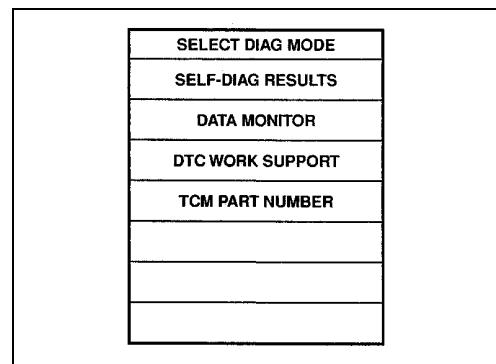 SELECT DIAG MODE
SELF-DIAG RESULTS
DATA MONITOR
DTC WORK SUPPORT
TCM PART NUMBER